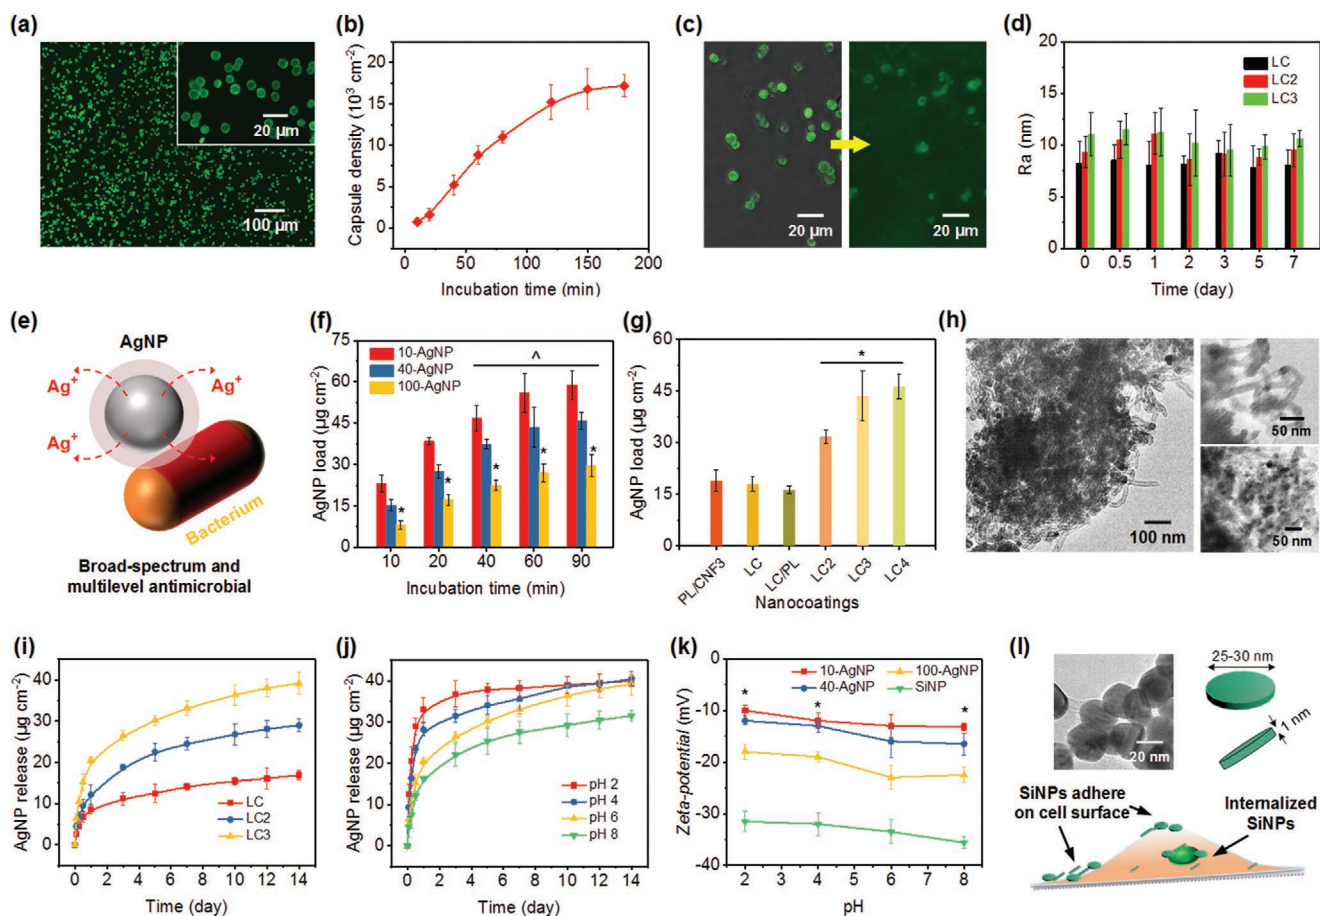 (a)
20 µm
100 µm
(b)
Capsule density (10³ cm⁻²)
20
15
10
5
0
0 50 100 150 200
Incubation time (min)
(c)
20 µm
20 µm
(d)
Ra (nm)
20
15
10
5
0
LC
LC2
LC3
0 0.5 1 2 3 5 7
Time (day)
(e)
AgNP
Ag⁺
Ag⁺
Ag⁺
Ag⁺
Bacterium
Broad-spectrum and
multilevel antimicrobial
(f)
AgNP load (µg cm⁻²)
75
60
45
30
15
0
10-AgNP
40-AgNP
100-AgNP
^
* * * * *
10 20 40 60 90
Incubation time (min)
(g)
AgNP load (µg cm⁻²)
60
45
30
15
0
*
PL/CNF3
LC
LC/PL
LC2
LC3
LC4
Nanocoatings
(h)
100 nm
50 nm
50 nm
(i)
AgNP release (µg cm⁻²)
40
30
20
10
0
LC
LC2
LC3
0 2 4 6 8 10 12 14
Time (day)
(j)
AgNP release (µg cm⁻²)
40
30
20
10
0
pH 2
pH 4
pH 6
pH 8
0 2 4 6 8 10 12 14
Time (day)
(k)
Zeta-potential (mV)
0
-10
-20
-30
-40
10-AgNP
100-AgNP
40-AgNP
SiNP
* * *
2 3 4 5 6 7 8
pH
(l)
20 nm
25-30 nm
1 nm
SiNPs adhere
on cell surface
Internalized
SiNPs